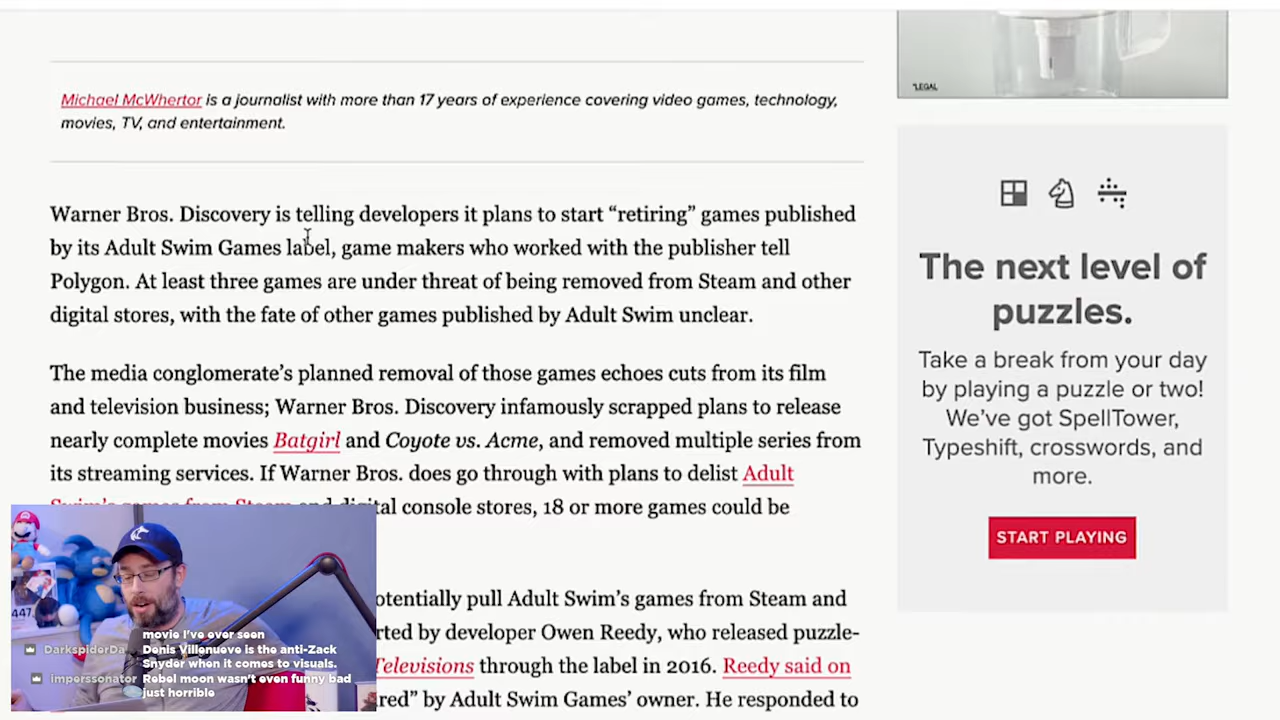 *LEGAL
Michael McWhertor is a journalist with more than 17 years of experience covering video games, technology,
movies, TV, and entertainment.
Warner Bros. Discovery is telling developers it plans to start “retiring” games published
by its Adult Swim Games label, game makers who worked with the publisher tell
Polygon. At least three games are under threat of being removed from Steam and other
digital stores, with the fate of other games published by Adult Swim unclear.
The media conglomerate’s planned removal of those games echoes cuts from its film
and television business; Warner Bros. Discovery infamously scrapped plans to release
nearly complete movies Batgirl and Coyote vs. Acme, and removed multiple series from
its streaming services. If Warner Bros. does go through with plans to delist Adult
Swim’s games from Steam and digital console stores, 18 or more games could be
otentially pull Adult Swim’s games from Steam and
rted by developer Owen Reedy, who released puzzle-
Televisions through the label in 2016. Reedy said on
red” by Adult Swim Games’ owner. He responded to
The next level of
puzzles.
Take a break from your day
by playing a puzzle or two!
We’ve got SpellTower,
Typeshift, crosswords, and
more.
START PLAYING
447
movie I've ever seen
DarkspiderDa Denis Villenueve is the anti-Zack
Snyder when it comes to visuals.
impersssonator Rebel moon wasn't even funny bad
just horrible